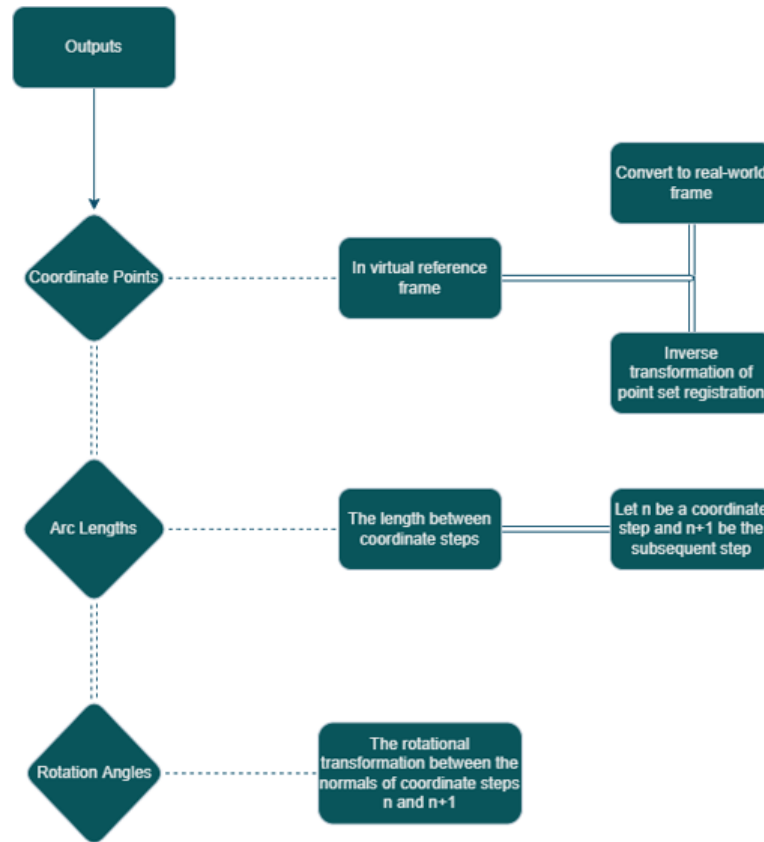 Outputs
Convert to real-world
frame
Coordinate Points
In virtual reference
frame
Inverse
transformation of
point set registration
Arc Lengths
The length between
coordinate steps
Let n be a coordinate
step and n+1 be the
subsequent step
Rotation Angles
The rotational
transformation between the
normals of coordinate steps
n and n+1